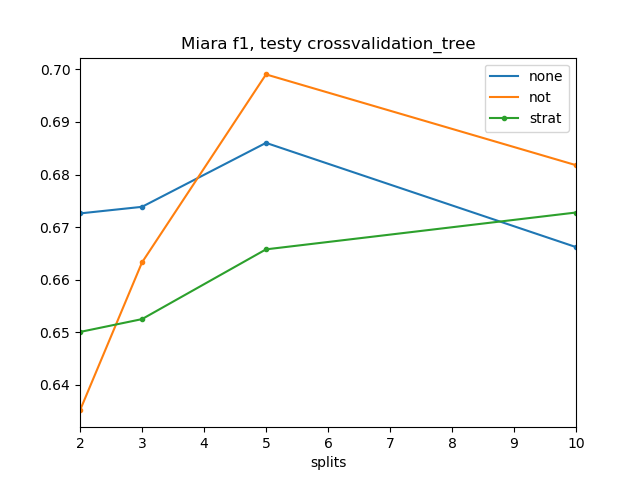 Miara f1, testy crossvalidation_tree
none
not
strat
0.70
0.69
0.68
0.67
0.66
0.65
0.64
2 3 4 5 6 7 8 9 10
splits